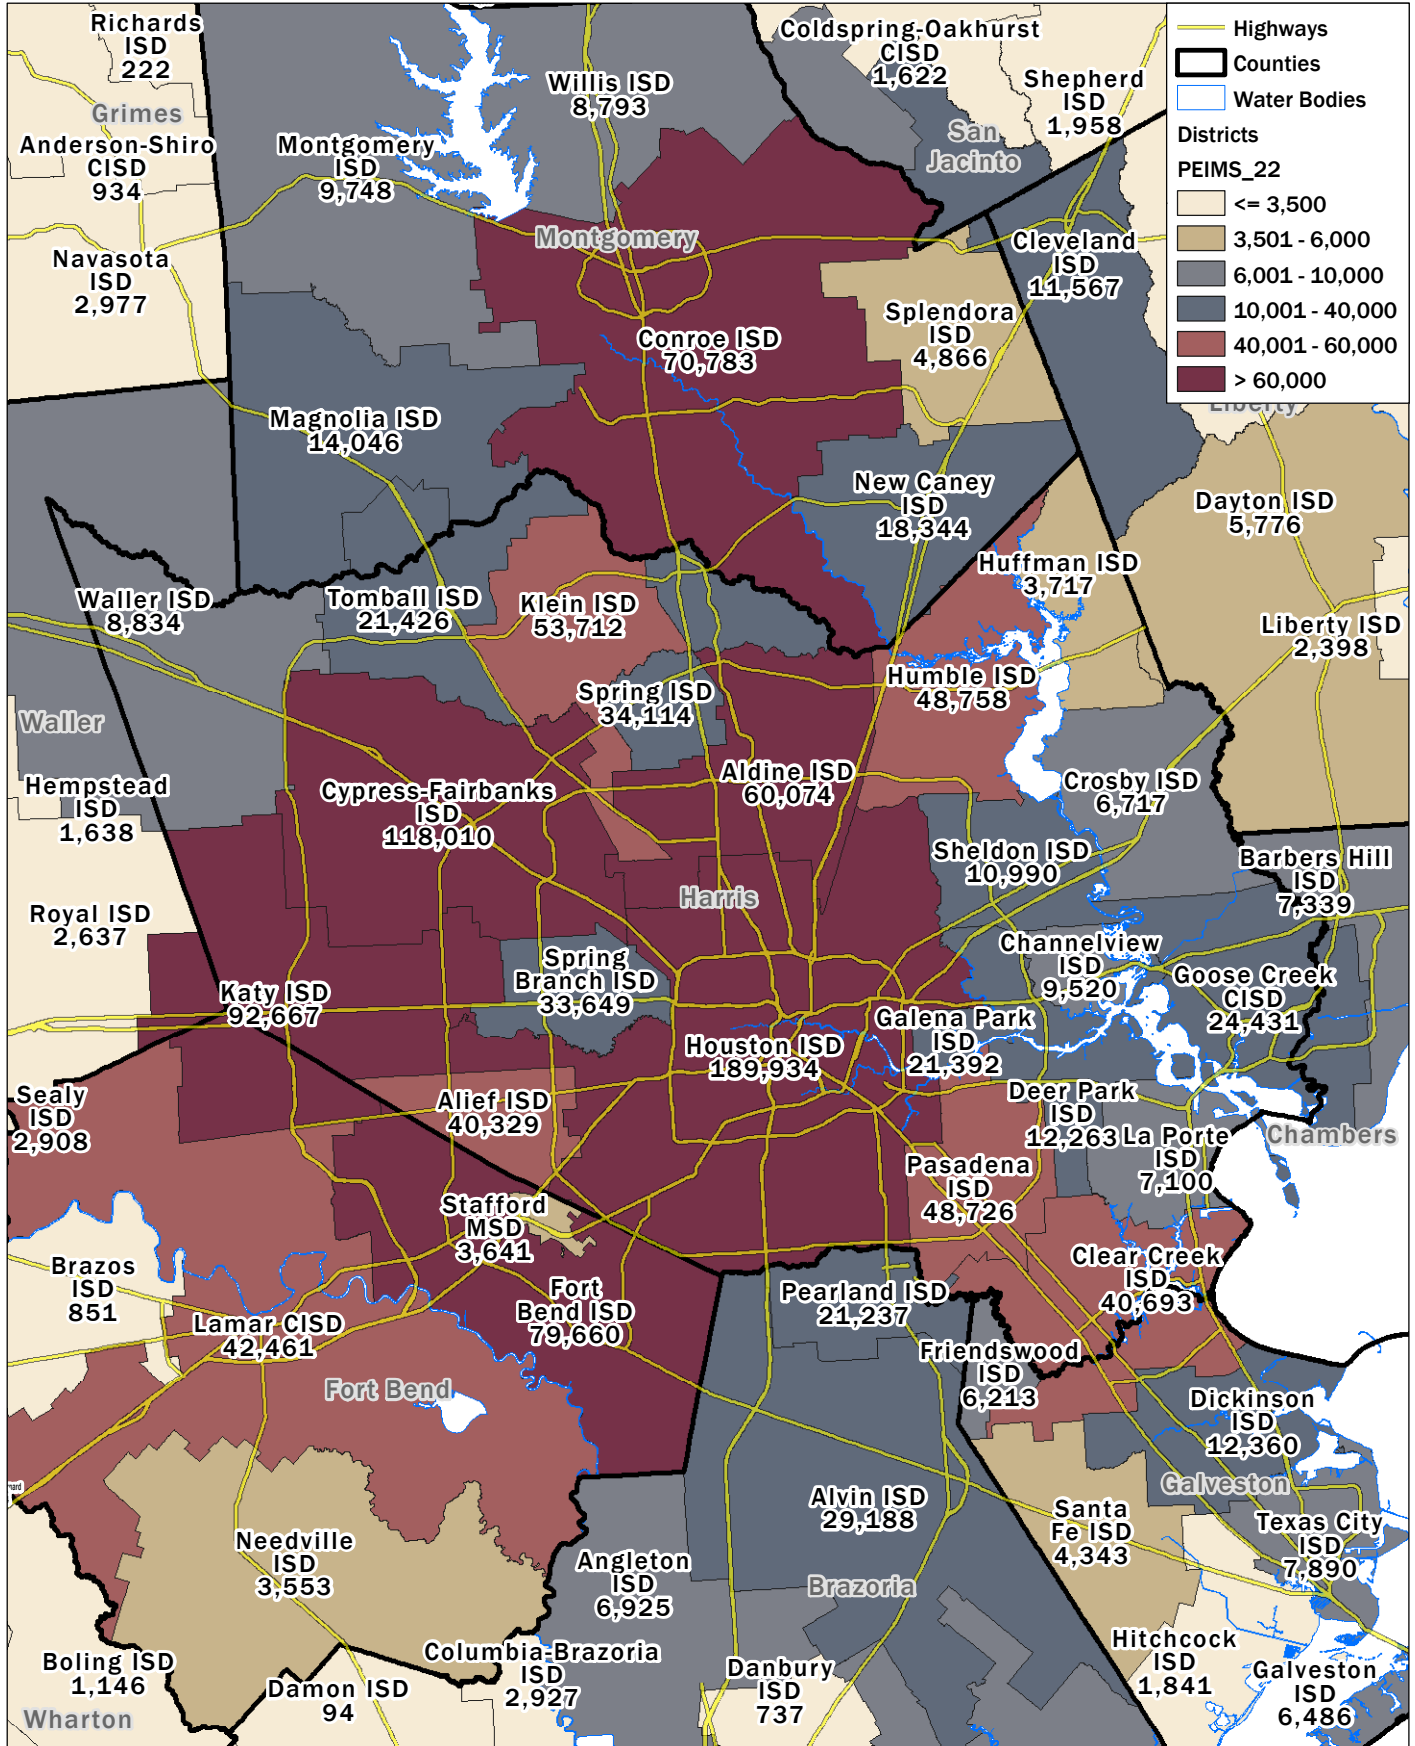 Richards
ISD
222
Grimes
Anderson-Shiro
CISD
934
Navasota
ISD
2,977
Montgomery
ISD
9,748
Willis ISD
8,793
Coldspring-Oakhurst
CISD
1,622
Shepherd
ISD
1,958
San
Jacinto
Highways
Counties
Water Bodies
Districts
PEIMS_22
<= 3,500
3,501 - 6,000
6,001 - 10,000
10,001 - 40,000
40,001 - 60,000
> 60,000
Liberty
Montgomery
Cleveland
ISD
11,567
Splendora
ISD
4,866
Conroe ISD
70,783
Magnolia ISD
14,046
New Caney
ISD
18,344
Dayton ISD
5,776
Huffman ISD
3,717
Waller ISD
8,834
Tomball ISD
21,426
Klein ISD
53,712
Liberty ISD
2,398
Spring ISD
34,114
Humble ISD
48,758
Waller
Hempstead
ISD
1,638
Cypress-Fairbanks
ISD
118,010
Aldine ISD
60,074
Crosby ISD
6,717
Sheldon ISD
10,990
Barbers Hill
ISD
7,339
Harris
Royal ISD
2,637
Spring
Branch ISD
33,649
Channelview
ISD
9,520
Goose Creek
CISD
24,431
Katy ISD
92,667
Houston ISD
189,934
Galena Park
ISD
21,392
Sealy
ISD
2,908
Alief ISD
40,329
Deer Park
ISD
12,263
La Porte
ISD
7,100
Chambers
Pasadena
ISD
48,726
Stafford
MSD
3,641
Brazos
ISD
851
Clear Creek
ISD
40,693
Lamar CISD
42,461
Fort
Bend ISD
79,660
Pearland ISD
21,237
Friendswood
ISD
6,213
Fort Bend
Dickinson
ISD
12,360
Galveston
Alvin ISD
29,188
Santa
Fe ISD
4,343
Texas City
ISD
7,890
Needville
ISD
3,553
Angleton
ISD
6,925
Brazoria
Boling ISD
1,146
Wharton
Damon ISD
94
Columbia-Brazoria
ISD
2,927
Danbury
ISD
737
Hitchcock
ISD
1,841
Galveston
ISD
6,486